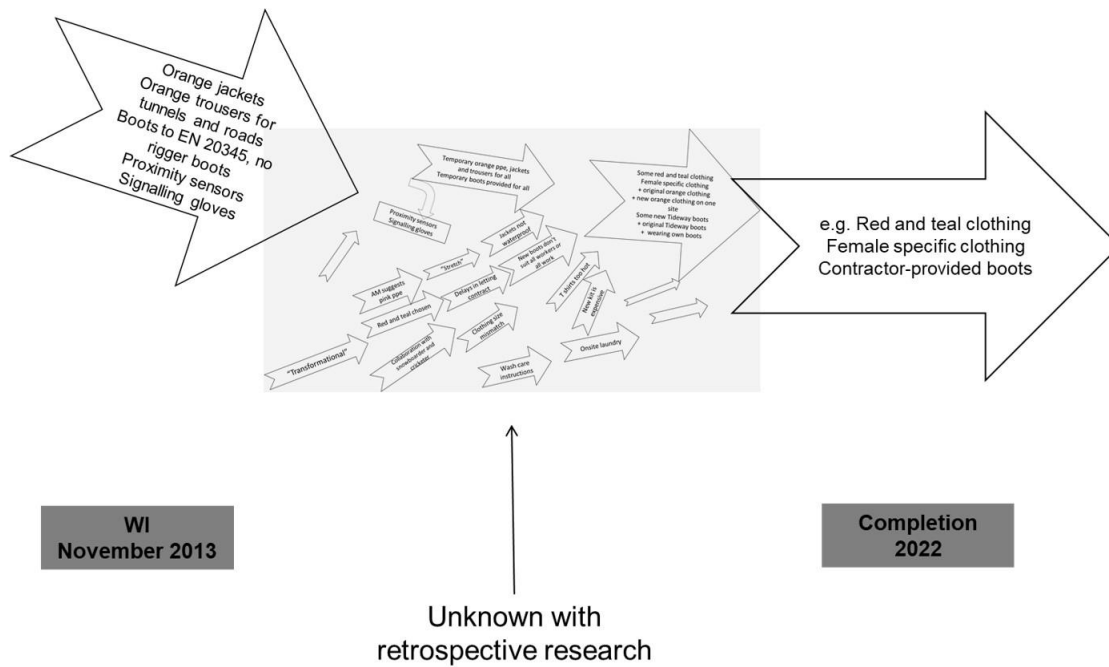 Orange jackets
Orange trousers for
tunnels and roads
Boots to EN 20345, no
rigger boots
Proximity sensors
Signalling gloves
Temporary orange ppe, jackets
and trousers for all
Temporary boots provided for all
Some red and teal clothing
Female specific clothing
+ original orange clothing
+ new orange clothing on one
site
Some new Tideway boots
+ original Tideway boots
+ wearing own boots
e.g. Red and teal clothing
Female specific clothing
Contractor-provided boots
Proximity sensors
Signalling gloves
Jackets not
waterproof
"Stretch"
New boots don't
suit all workers or
all work
AM suggests
pink ppe
Delays in letting
contract
T shirts too hot
New kit is
expensive
Red and teal chosen
Clothing size
mismatch
"Transformational"
Collaboration with
snowboarder and
cricketer
Onsite laundry
Wash care
instructions
WI
November 2013
Completion
2022
Unknown with
retrospective research